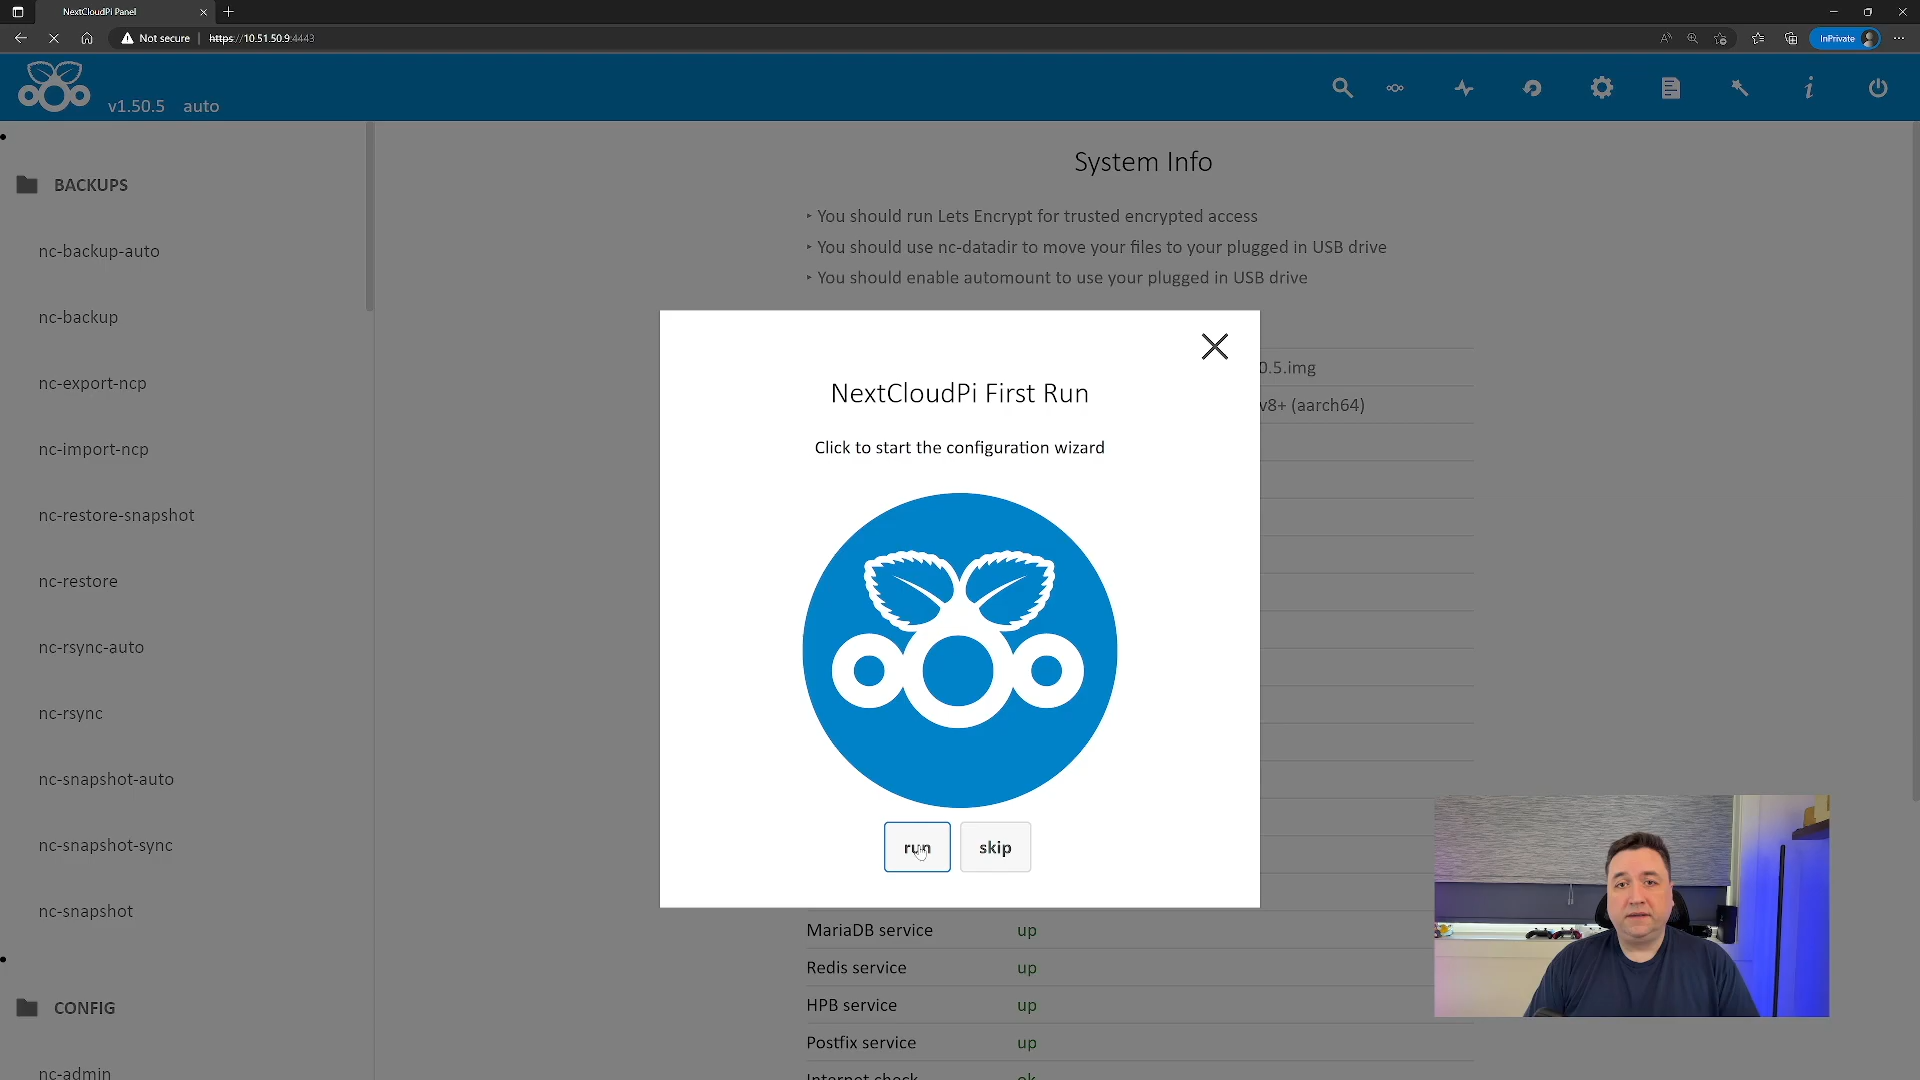 NextCloudPi Panel
Not secure
https://10.51.50.9:4443
InPrivate
v1.50.5 auto
System Info
BACKUPS
You should run Lets Encrypt for trusted encrypted access
nc-backup-auto
You should use nc-datadir to move your files to your plugged in USB drive
You should enable automount to use your plugged in USB drive
nc-backup
NextCloudPi First Run
0.5.img
nc-export-ncp
v8+ (aarch64)
nc-import-ncp
Click to start the configuration wizard
nc-restore-snapshot
nc-restore
nc-rsync-auto
nc-rsync
nc-snapshot-auto
nc-snapshot-sync
run
skip
nc-snapshot
MariaDB service up
Redis service up
CONFIG
HPB service up
Postfix service up
nc-admin
Internet check ok